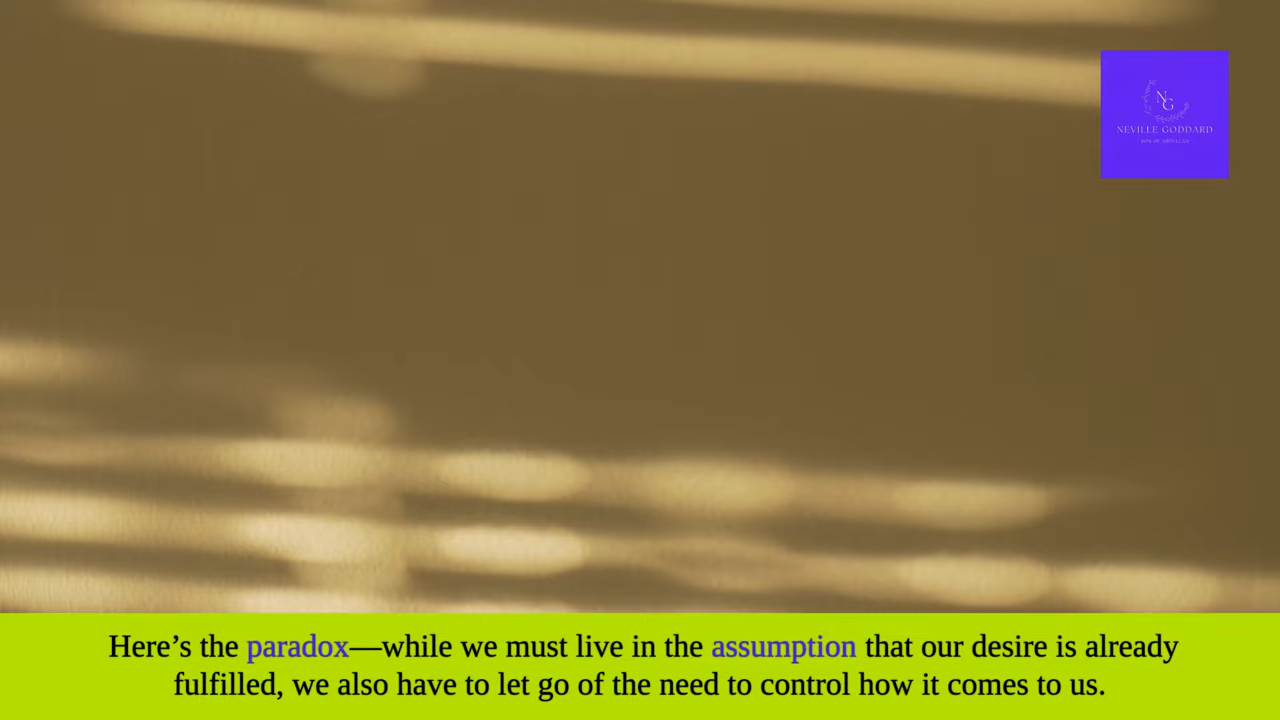 NG
NEVILLE GODDARD
Here’s the paradox—while we must live in the assumption that our desire is already
fulfilled, we also have to let go of the need to control how it comes to us.